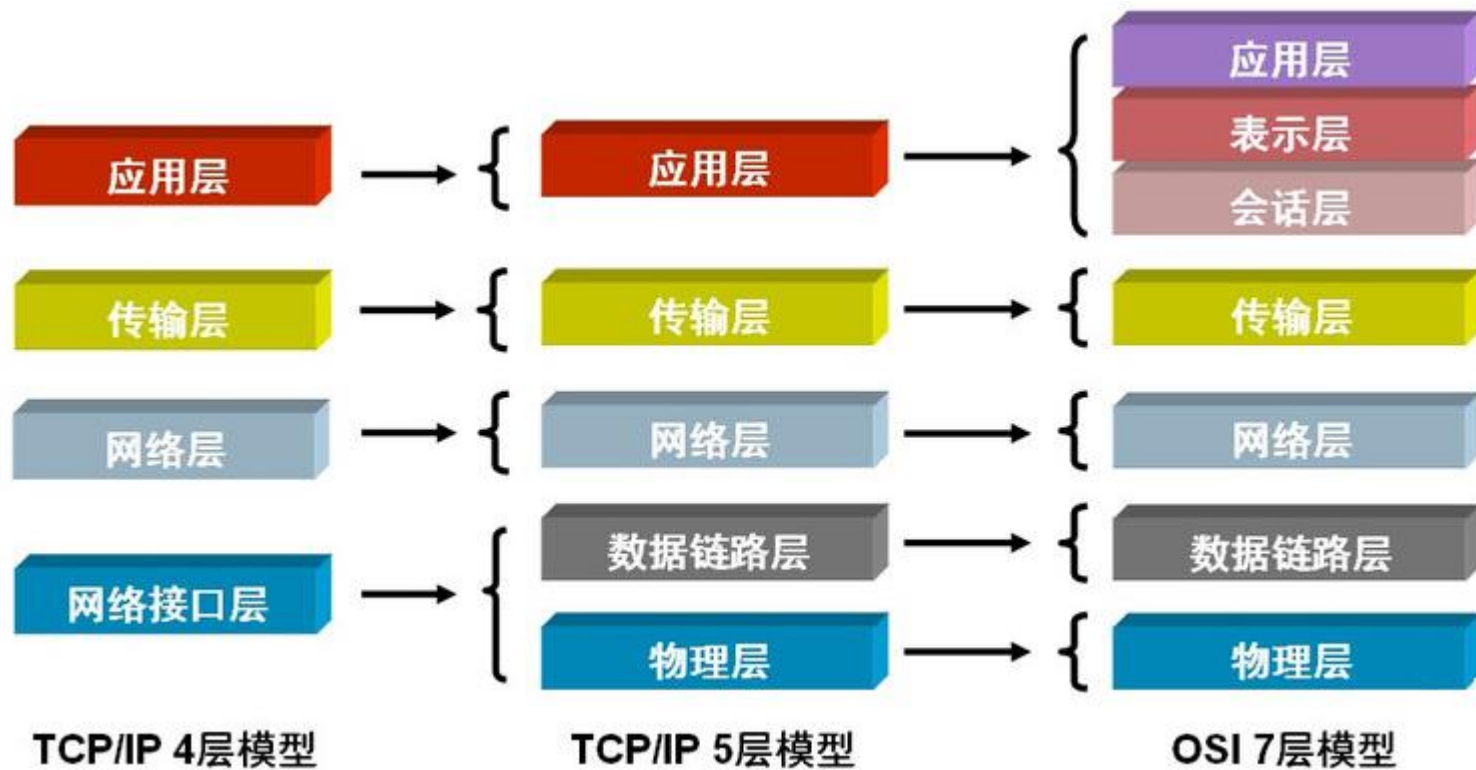 应用层
传输层
网络层
网络接口层
TCP/IP 4层模型
应用层
传输层
网络层
数据链路层
物理层
TCP/IP 5层模型
应用层
表示层
会话层
传输层
网络层
数据链路层
物理层
OSI 7层模型